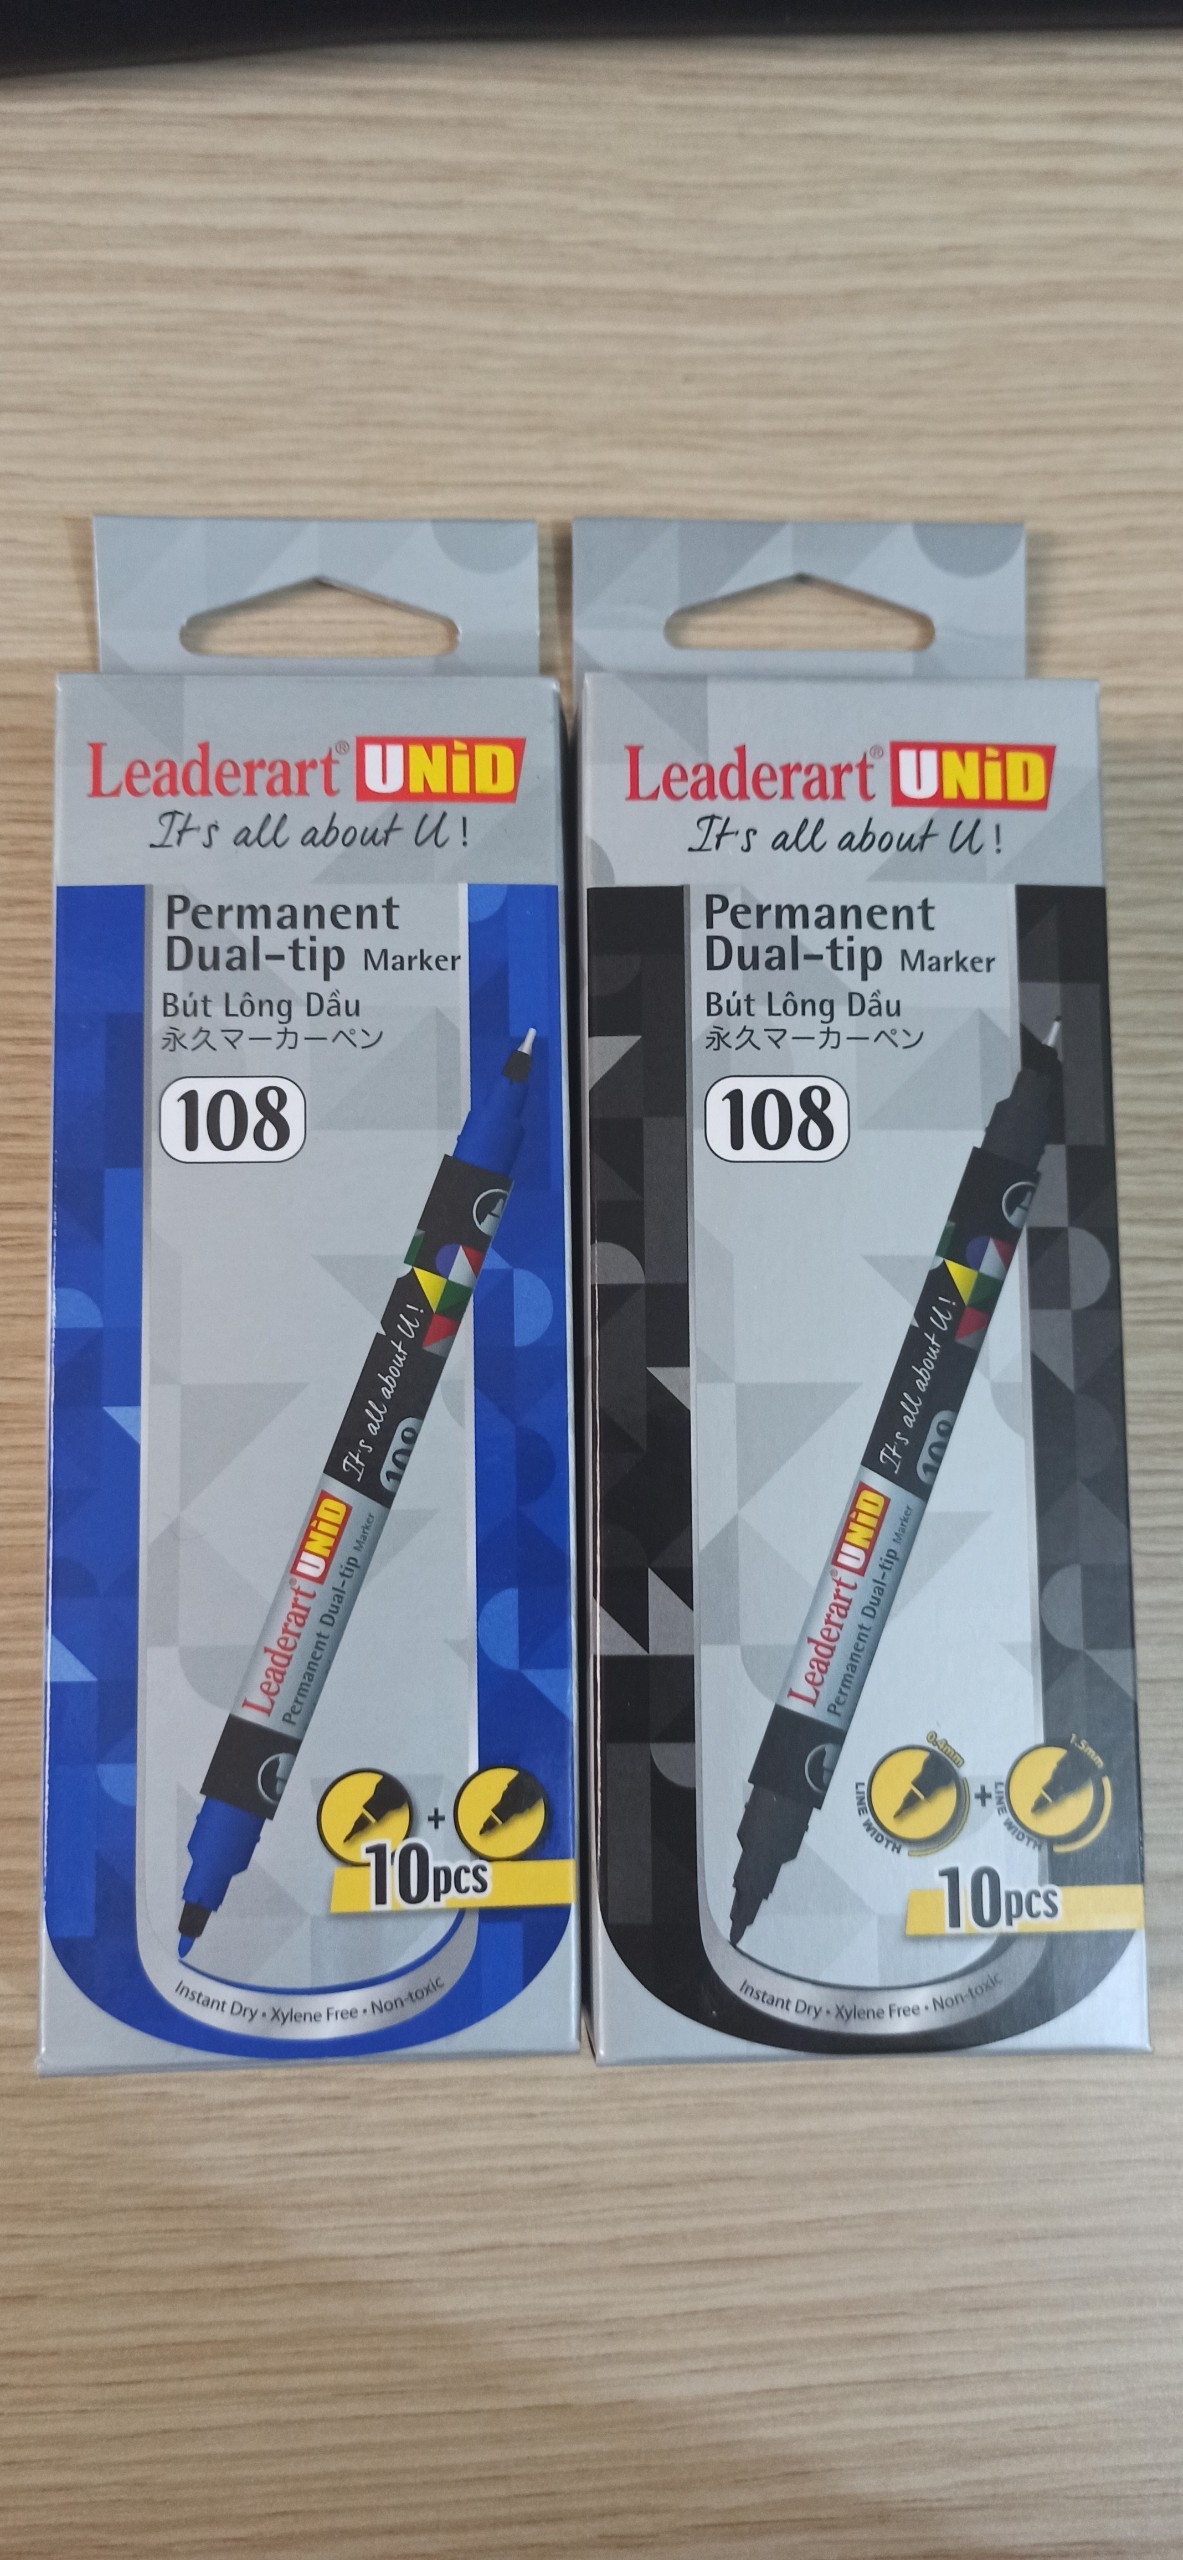 Leaderart® UNiD
It's all about U!
Permanent
Dual-tip Marker
Bút Lông Dầu
永久マーカーペン
108
It's all about U!
108
Leaderart® UNiD
Permanent Dual-tip Marker
+
10pcs
Instant Dry • Xylene Free • Non-toxic
Leaderart® UNiD
It's all about U!
Permanent
Dual-tip Marker
Bút Lông Dầu
永久マーカーペン
108
It's all about U!
108
Leaderart® UNiD
Permanent Dual-tip Marker
0.4mm
LINE WIDTH
+
1.5mm
LINE WIDTH
10pcs
Instant Dry • Xylene Free • Non-toxic